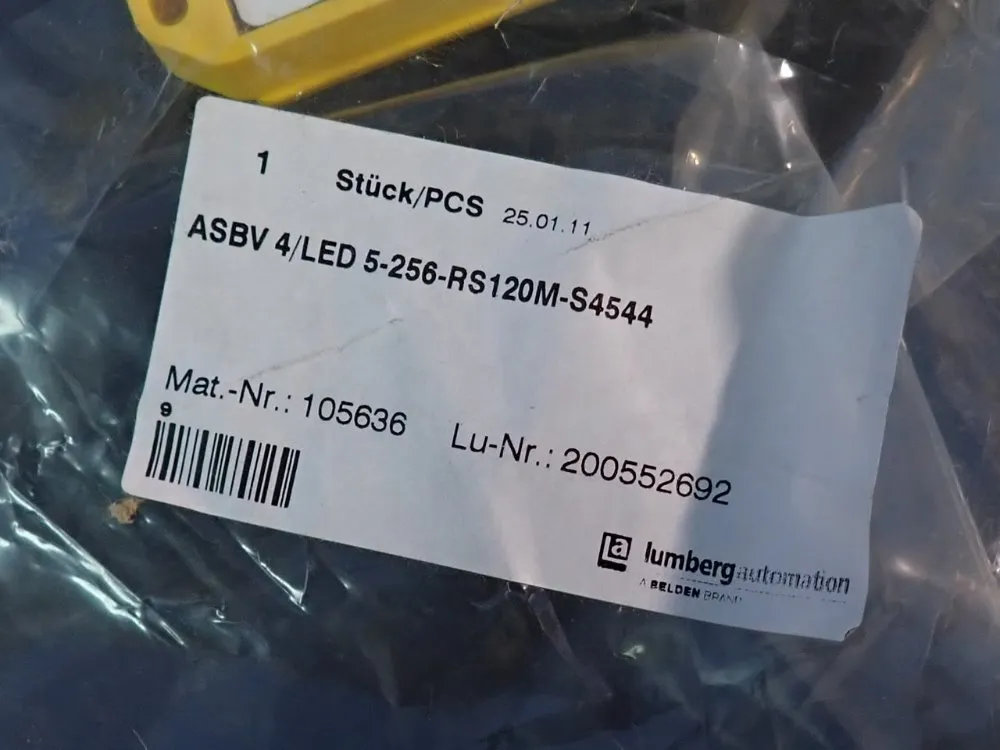 1 Stück/PCS 25.01.11
ASBV 4/LED 5-256-RS120M-S4544
Mat.-Nr.: 105636 Lu-Nr.: 200552692
9
la lumbergautomation
A BELDEN BRAND